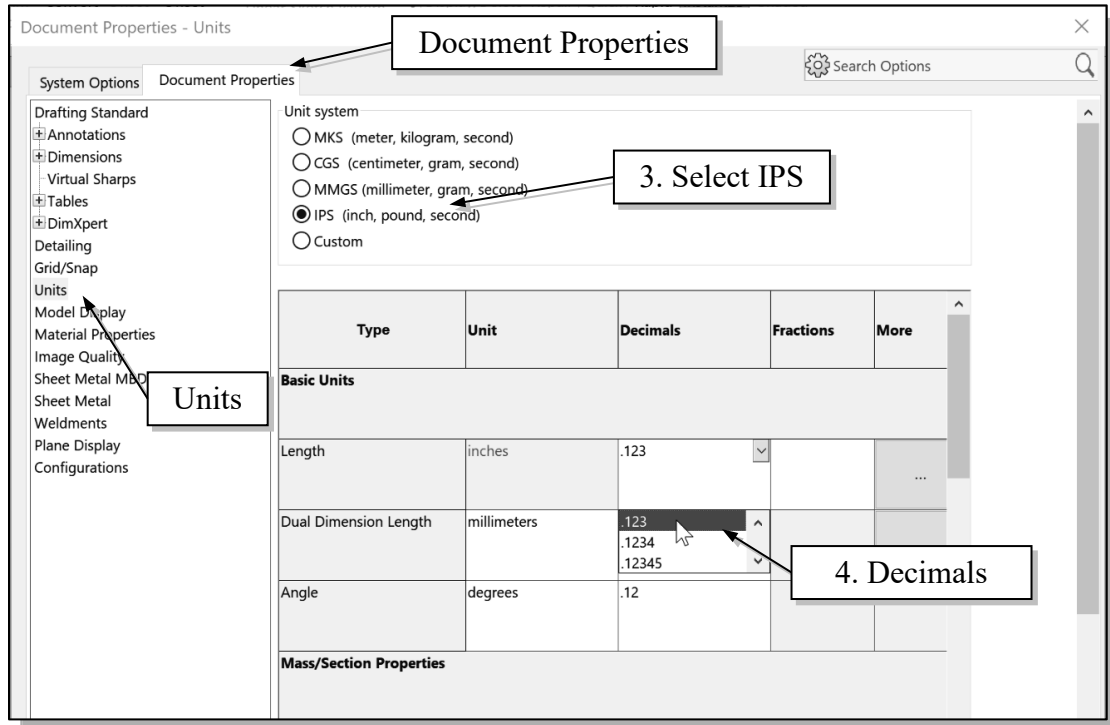 Document Properties - Units
Document Properties
Search Options
System Options
Document Properties
Drafting Standard
Annotations
Dimensions
Virtual Sharps
Tables
DimXpert
Detailing
Grid/Snap
Units
Model Display
Material Properties
Image Quality
Sheet Metal MBD
Sheet Metal
Weldments
Plane Display
Configurations
Units
Unit system
MKS (meter, kilogram, second)
CGS (centimeter, gram, second)
MMGS (millimeter, gram, second)
IPS (inch, pound, second)
Custom
3. Select IPS
Type Unit Decimals Fractions More
Basic Units
Length inches .123 ...
Dual Dimension Length millimeters .123
.1234
.12345
4. Decimals
Angle degrees .12
Mass/Section Properties